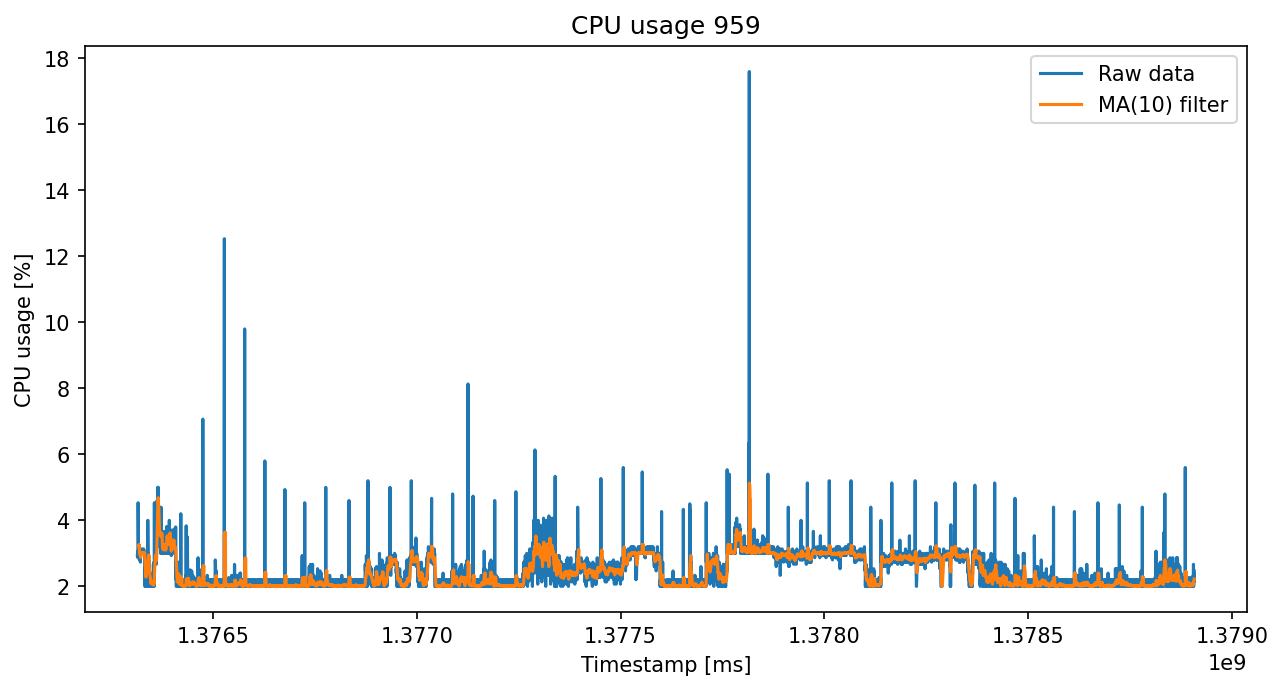 CPU usage 959
Raw data
MA(10) filter
CPU usage [%]
18
16
14
12
10
8
6
4
2
1.3765 1.3770 1.3775 1.3780 1.3785 1.3790
1e9
Timestamp [ms]